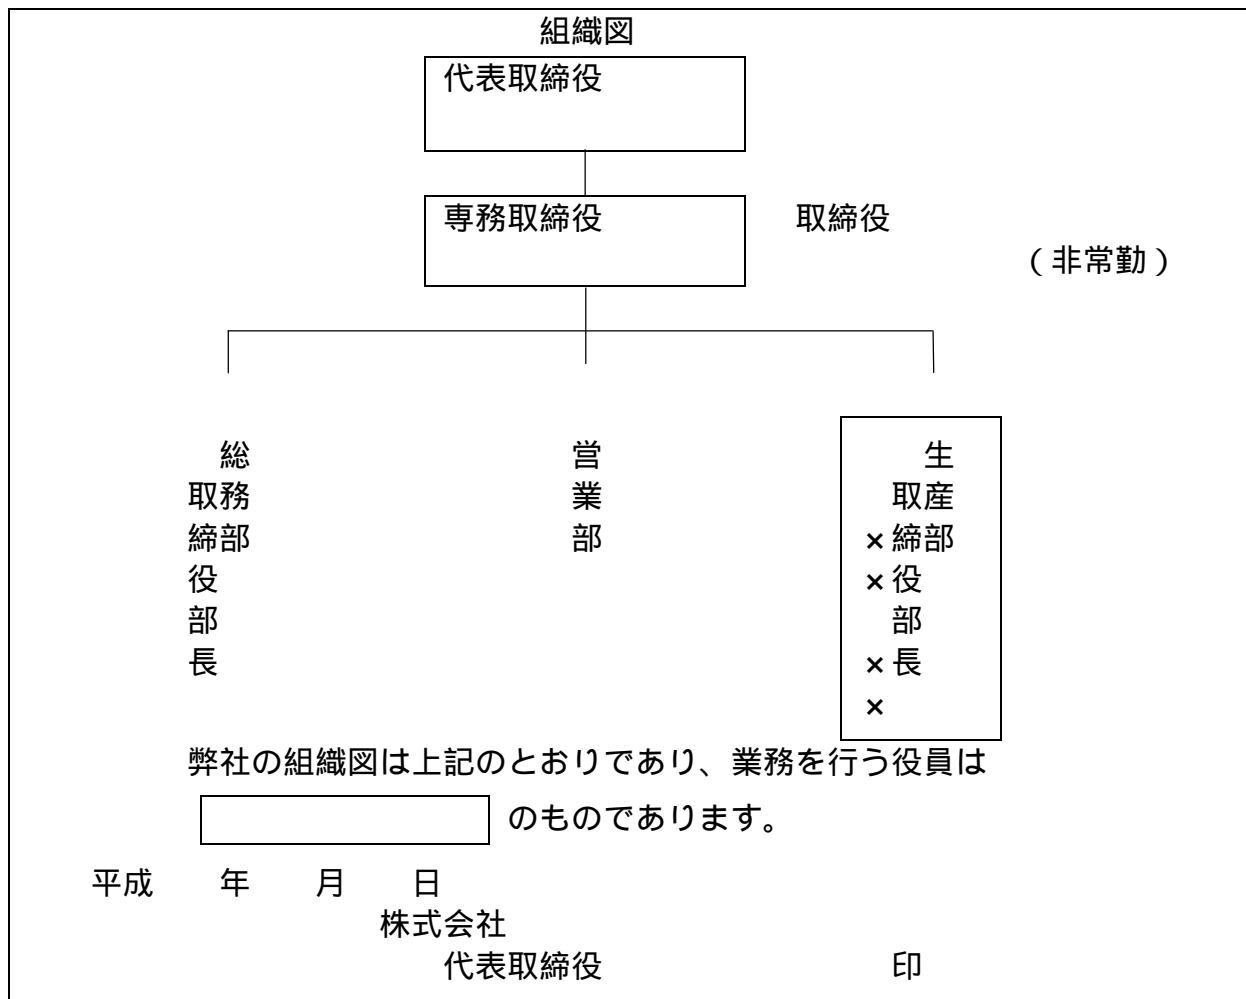 組織図
代表取締役
専務取締役
取締役
(非常勤)
総務部
取締役部長
営業部
生産部
取締役部長
××××
弊社の組織図は上記のとおりであり、業務を行う役員は
のものであります。
平成 年 月 日
株式会社
代表取締役 印